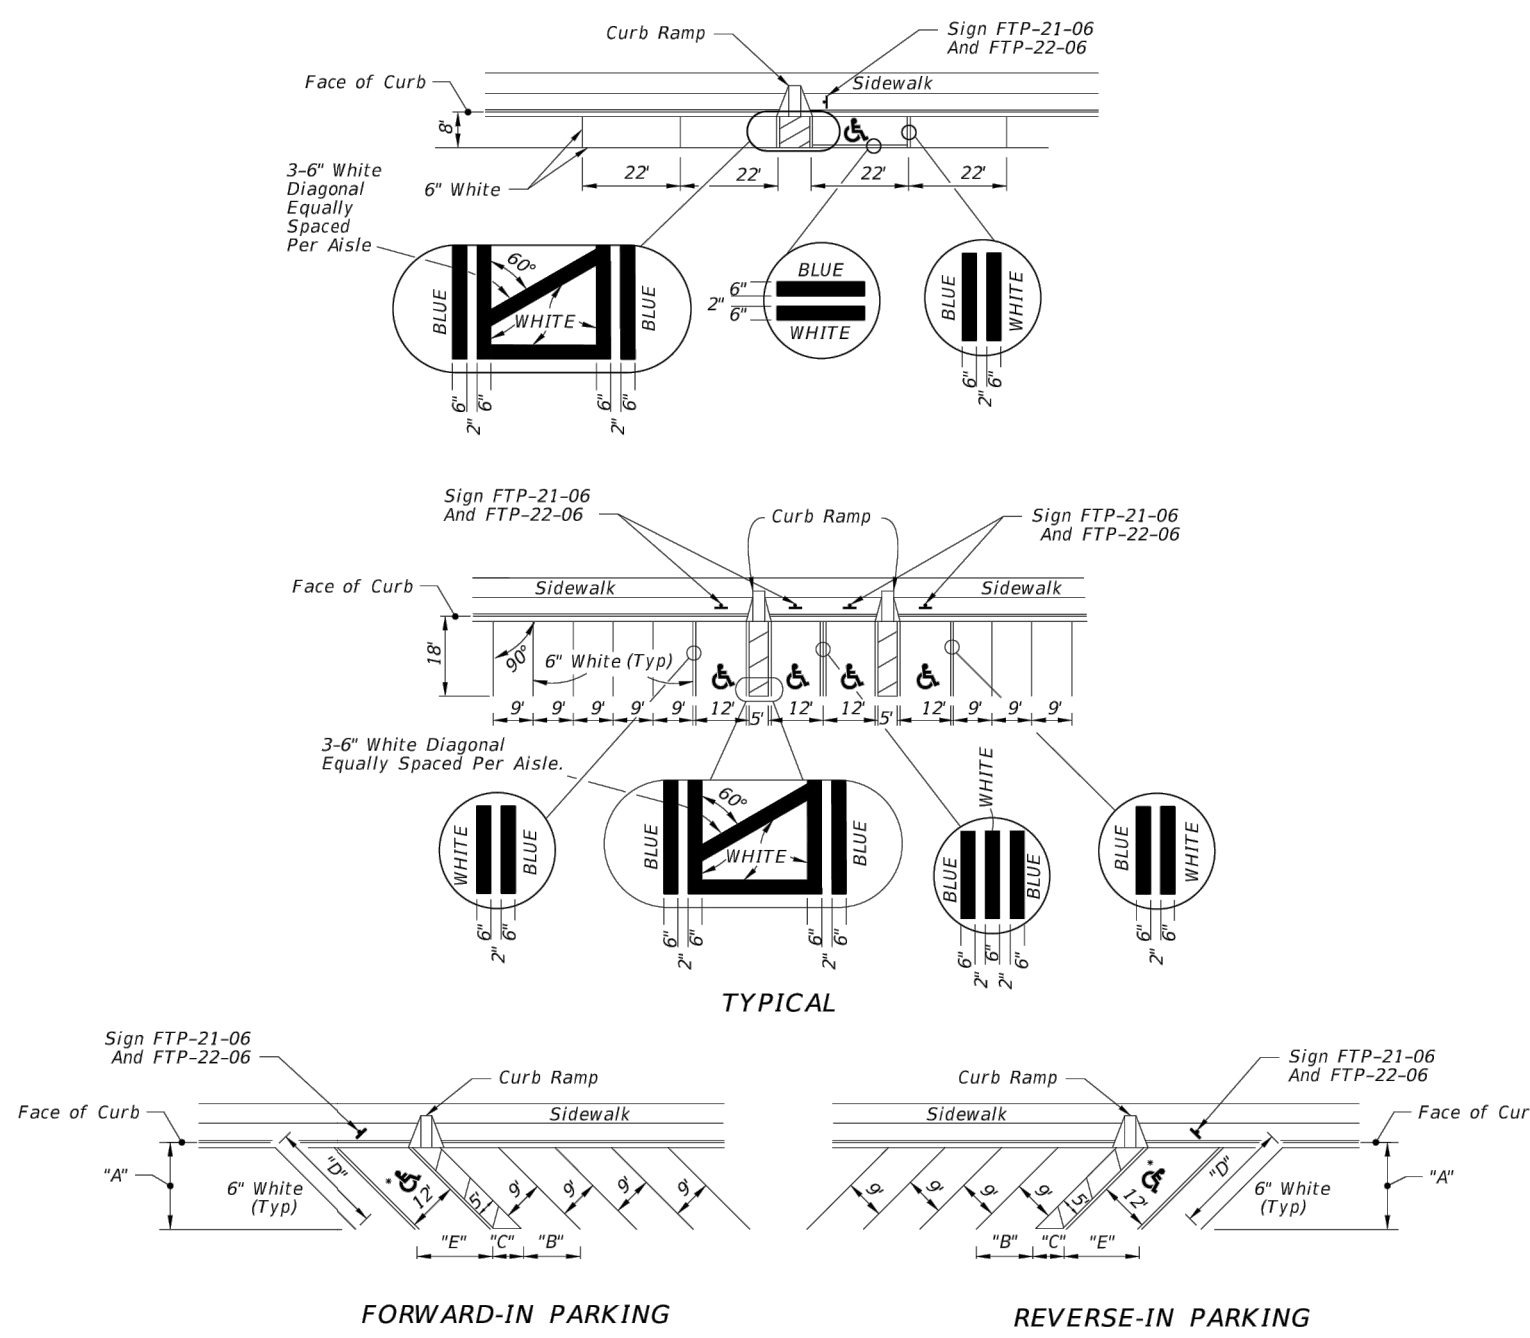 Curb Ramp
Sign FTP-21-06
And FTP-22-06
Face of Curb
Sidewalk
8'
3-6" White
Diagonal
Equally
Spaced
Per Aisle
6" White
22'
22'
22'
22'
60°
BLUE
WHITE
BLUE
6"
2"
6"
6"
2"
6"
BLUE
6"
2"
6"
WHITE
BLUE
WHITE
6"
2"
6"
Sign FTP-21-06
And FTP-22-06
Curb Ramp
Sign FTP-21-06
And FTP-22-06
Face of Curb
Sidewalk
Sidewalk
18'
90°
6" White (Typ)
9'
9'
9'
9'
9'
12'
5'
12'
12'
5'
12'
9'
9'
9'
3-6" White Diagonal
Equally Spaced Per Aisle.
WHITE
BLUE
6"
2"
6"
60°
BLUE
WHITE
BLUE
6"
2"
6"
6"
2"
6"
WHITE
BLUE
BLUE
6"
2"
6"
2"
6"
BLUE
WHITE
6"
2"
6"
TYPICAL
Sign FTP-21-06
And FTP-22-06
Curb Ramp
Face of Curb
Sidewalk
"A"
"D"
6" White
(Typ)
*
12'
5'
9'
9'
9'
9'
"E"
"C"
"B"
FORWARD-IN PARKING
Sign FTP-21-06
And FTP-22-06
Curb Ramp
Face of Cur
Sidewalk
9'
9'
9'
9'
5'
12'
*
"D"
6" White
(Typ)
"A"
"B"
"C"
"E"
REVERSE-IN PARKING